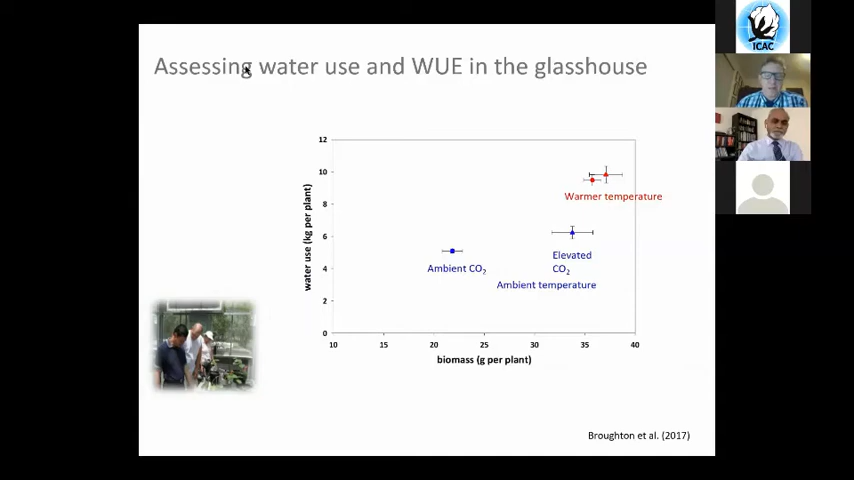 Assessing water use and WUE in the glasshouse
ICAC
12
10
8
6
4
2
0
water use (kg per plant)
Warmer temperature
Elevated
CO₂
Ambient CO₂
Ambient temperature
10 15 20 25 30 35 40
biomass (g per plant)
Broughton et al. (2017)